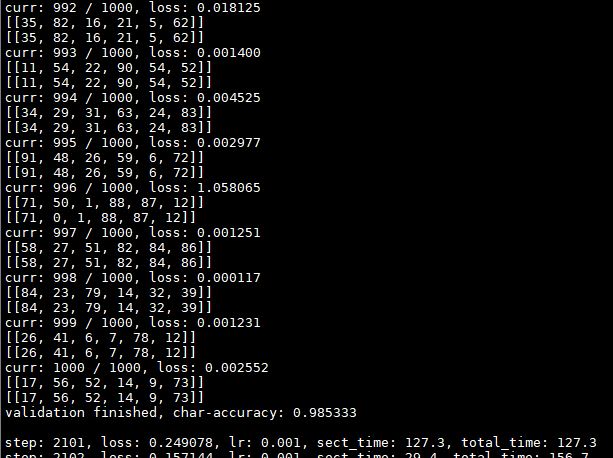 curr: 992 / 1000, loss: 0.018125
[[35, 82, 16, 21, 5, 62]]
[[35, 82, 16, 21, 5, 62]]
curr: 993 / 1000, loss: 0.001400
[[11, 54, 22, 90, 54, 52]]
[[11, 54, 22, 90, 54, 52]]
curr: 994 / 1000, loss: 0.004525
[[34, 29, 31, 63, 24, 83]]
[[34, 29, 31, 63, 24, 83]]
curr: 995 / 1000, loss: 0.002977
[[91, 48, 26, 59, 6, 72]]
[[91, 48, 26, 59, 6, 72]]
curr: 996 / 1000, loss: 1.058065
[[71, 50, 1, 88, 87, 12]]
[[71, 0, 1, 88, 87, 12]]
curr: 997 / 1000, loss: 0.001251
[[58, 27, 51, 82, 84, 86]]
[[58, 27, 51, 82, 84, 86]]
curr: 998 / 1000, loss: 0.000117
[[84, 23, 79, 14, 32, 39]]
[[84, 23, 79, 14, 32, 39]]
curr: 999 / 1000, loss: 0.001231
[[26, 41, 6, 7, 78, 12]]
[[26, 41, 6, 7, 78, 12]]
curr: 1000 / 1000, loss: 0.002552
[[17, 56, 52, 14, 9, 73]]
[[17, 56, 52, 14, 9, 73]]
validation finished, char-accuracy: 0.985333
step: 2101, loss: 0.249078, lr: 0.001, sect_time: 127.3, total_time: 127.3
step: 2102, loss: 0.157144, lr: 0.001, sect_time: 29.4, total_time: 156.7